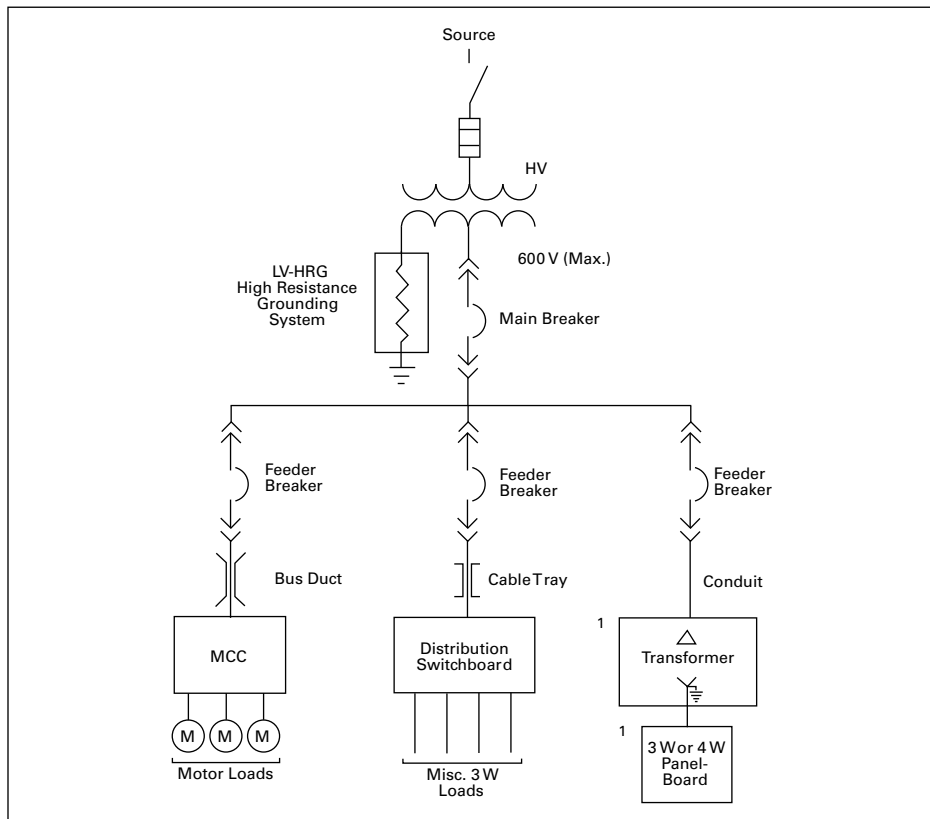 Source
HV
600 V (Max.)
LV-HRG
High Resistance
Grounding
System
Main Breaker
Feeder
Breaker
Feeder
Breaker
Feeder
Breaker
Bus Duct
Cable Tray
Conduit
MCC
Distribution
Switchboard
1
Transformer
M
M
M
Motor Loads
Misc. 3 W
Loads
1
3 W or 4 W
Panel-
Board